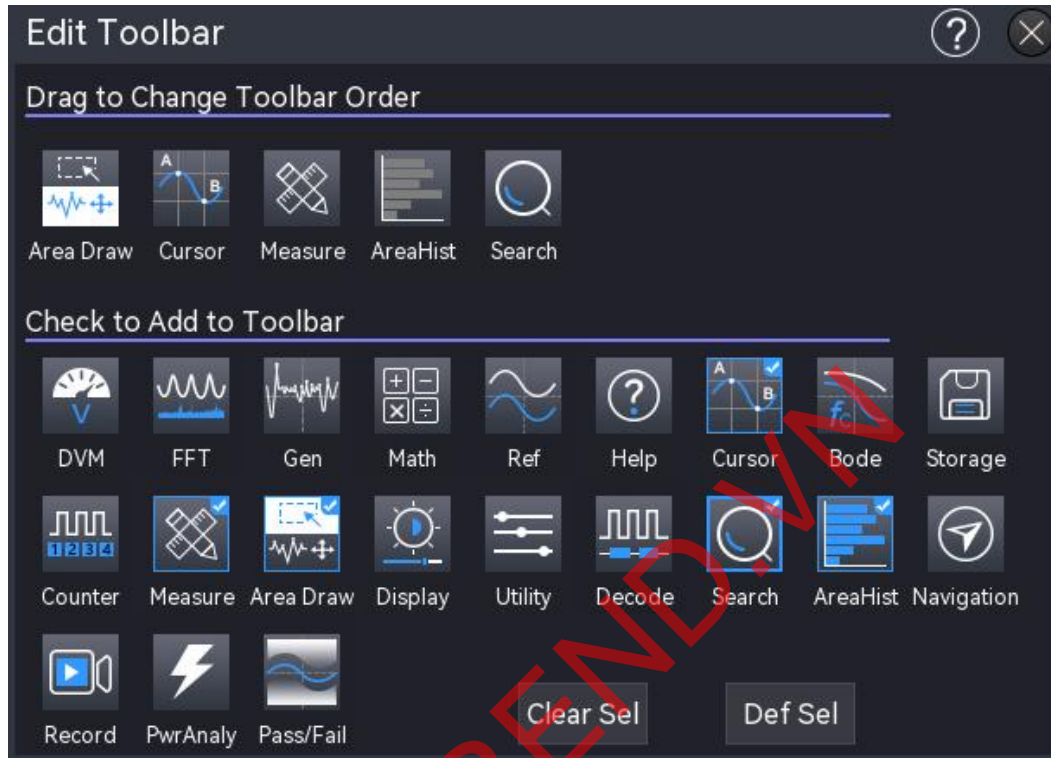 Edit Toolbar
Drag to Change Toolbar Order
A
B
Area Draw Cursor Measure AreaHist Search
Check to Add to Toolbar
V
A
B
fc
DVM FFT Gen Math Ref Help Cursor Bode Storage
1 2 3 4
Counter Measure Area Draw Display Utility Decode Search AreaHist Navigation
Record PwrAnaly Pass/Fail
Clear Sel Def Sel